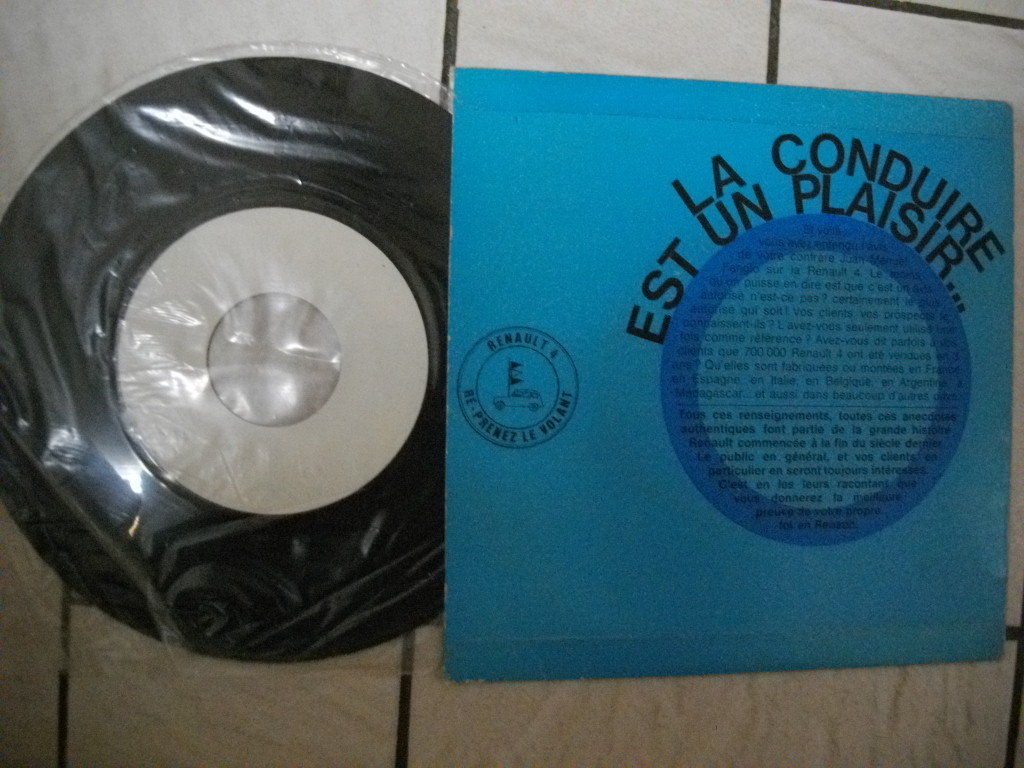 LA CONDUIRE
EST UN PLAISIR...
RENAULT 4
RE-PRENEZ LE VOLANT
Si vous
vous avez entendu l'avis
de votre confrère Juan Manuel
Fangio sur la Renault 4. Le moins
qu'on puisse en dire est que c'est un avis
autorisé n'est-ce pas ? certainement le plus
autorisé qui soit ! Vos clients, vos prospects le
connaissent-ils ? L'avez-vous seulement utilisé une
fois comme référence ? Avez-vous dit parfois à vos
clients que 700.000 Renault 4 ont été vendues en 3
ans ? Qu'elles sont fabriquées ou montées en France
en Espagne, en Italie, en Belgique, en Argentine, à
Madagascar... et aussi dans beaucoup d'autres pays.
Tous ces renseignements, toutes ces anecdotes
authentiques font partie de la grande histoire
Renault commencée à la fin du siècle dernier.
Le public en général, et vos clients en
particulier en seront toujours intéressés.
C'est en les leurs racontant que
vous donnerez la meilleure
preuve de votre propre
foi en Renault.